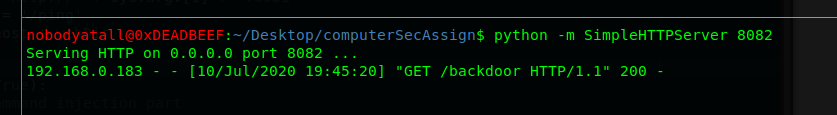 nobodyatall@0xDEADBEEF:~/Desktop/computerSecAssign$ python -m SimpleHTTPServer 8082
Serving HTTP on 0.0.0.0 port 8082 ...
192.168.0.183 - - [10/Jul/2020 19:45:20] "GET /backdoor HTTP/1.1" 200 -